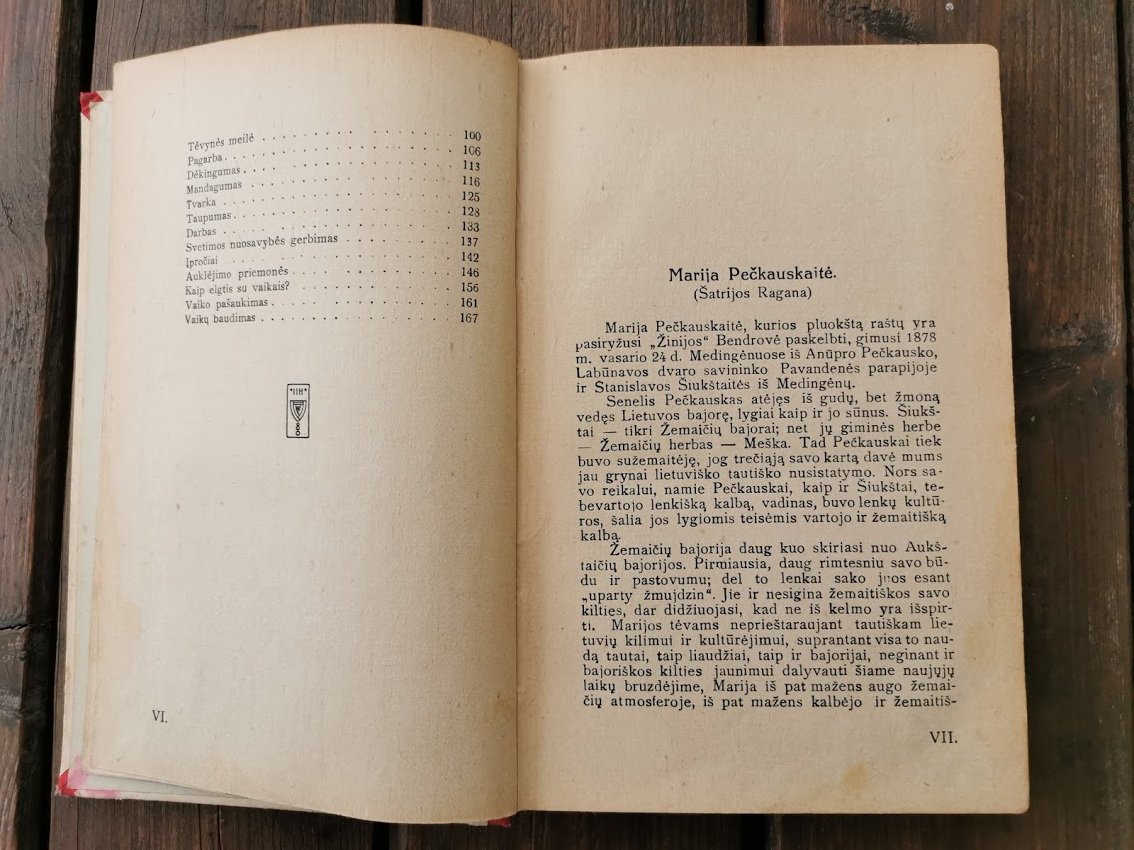 Tėvynės meilė . . . . . . . . . . . . . . 100
Pagarba . . . . . . . . . . . . . . 106
Dėkingumas . . . . . . . . . . . . . . 113
Mandagumas . . . . . . . . . . . . . . 116
Tvarka . . . . . . . . . . . . . . 125
Taupumas . . . . . . . . . . . . . . 128
Darbas . . . . . . . . . . . . . . 133
Svetimos nuosavybės gerbimas . . . . . . . . 137
Įpročiai . . . . . . . . . . . . . . 142
Auklėjimo priemonės . . . . . . . . . . . . 146
Kaip elgtis su vaikais? . . . . . . . . . . . . 156
Vaiko pašaukimas . . . . . . . . . . . . 161
Vaikų baudimas . . . . . . . . . . . . 167
VI.
Marija Pečkauskaitė.
(Šatrijos Ragana)
Marija Pečkauskaitė, kurios pluokštą raštų yra
pasiryžusi „Žinijos“ Bendrovė paskelbti, gimusi 1878
m. vasario 24 d. Medingėnuose iš Anūpro Pečkausko,
Labūnavos dvaro savininko Pavandenės parapijoje
ir Stanislavos Šiukštaitės iš Medingėnų.
Senelis Pečkauskas atėjęs iš gudų, bet žmoną
vedęs Lietuvos bajorę, lygiai kaip ir jo sūnus. Šiukš-
tai — tikri Žemaičių bajorai; net jų giminės herbe
— Žemaičių herbas — Meška. Tad Pečkauskai tiek
buvo sužemaitėję, jog trečiąją savo kartą davė mums
jau grynai lietuviško tautiško nusistatymo. Nors sa-
vo reikalui, namie Pečkauskai, kaip ir Šiukštai, te-
bevartojo lenkišką kalbą, vadinas, buvo lenkų kultū-
ros, šalia jos lygiomis teisėmis vartojo ir žemaitišką
kalbą.
Žemaičių bajorija daug kuo skiriasi nuo Aukš-
taičių bajorijos. Pirmiausia, daug rimtesniu savo bū-
du ir pastovumu; del to lenkai sako juos esant
„uparty žmujdzin“. Jie ir nesigina žemaitiškos savo
kilties, dar didžiuojasi, kad ne iš kelmo yra išspir-
ti. Marijos tėvams neprieštaraujant tautiškam lie-
tuvių kilimui ir kultūrėjimui, suprantant visa to nau-
dą tautai, taip liaudžiai, taip ir bajorijai, neginant ir
bajoriškos kilties jaunimui dalyvauti šiame naujųjų
laikų bruzdėjime, Marija iš pat mažens augo žemai-
čių atmosferoje, iš pat mažens kalbėjo ir žemaitiš-
VII.